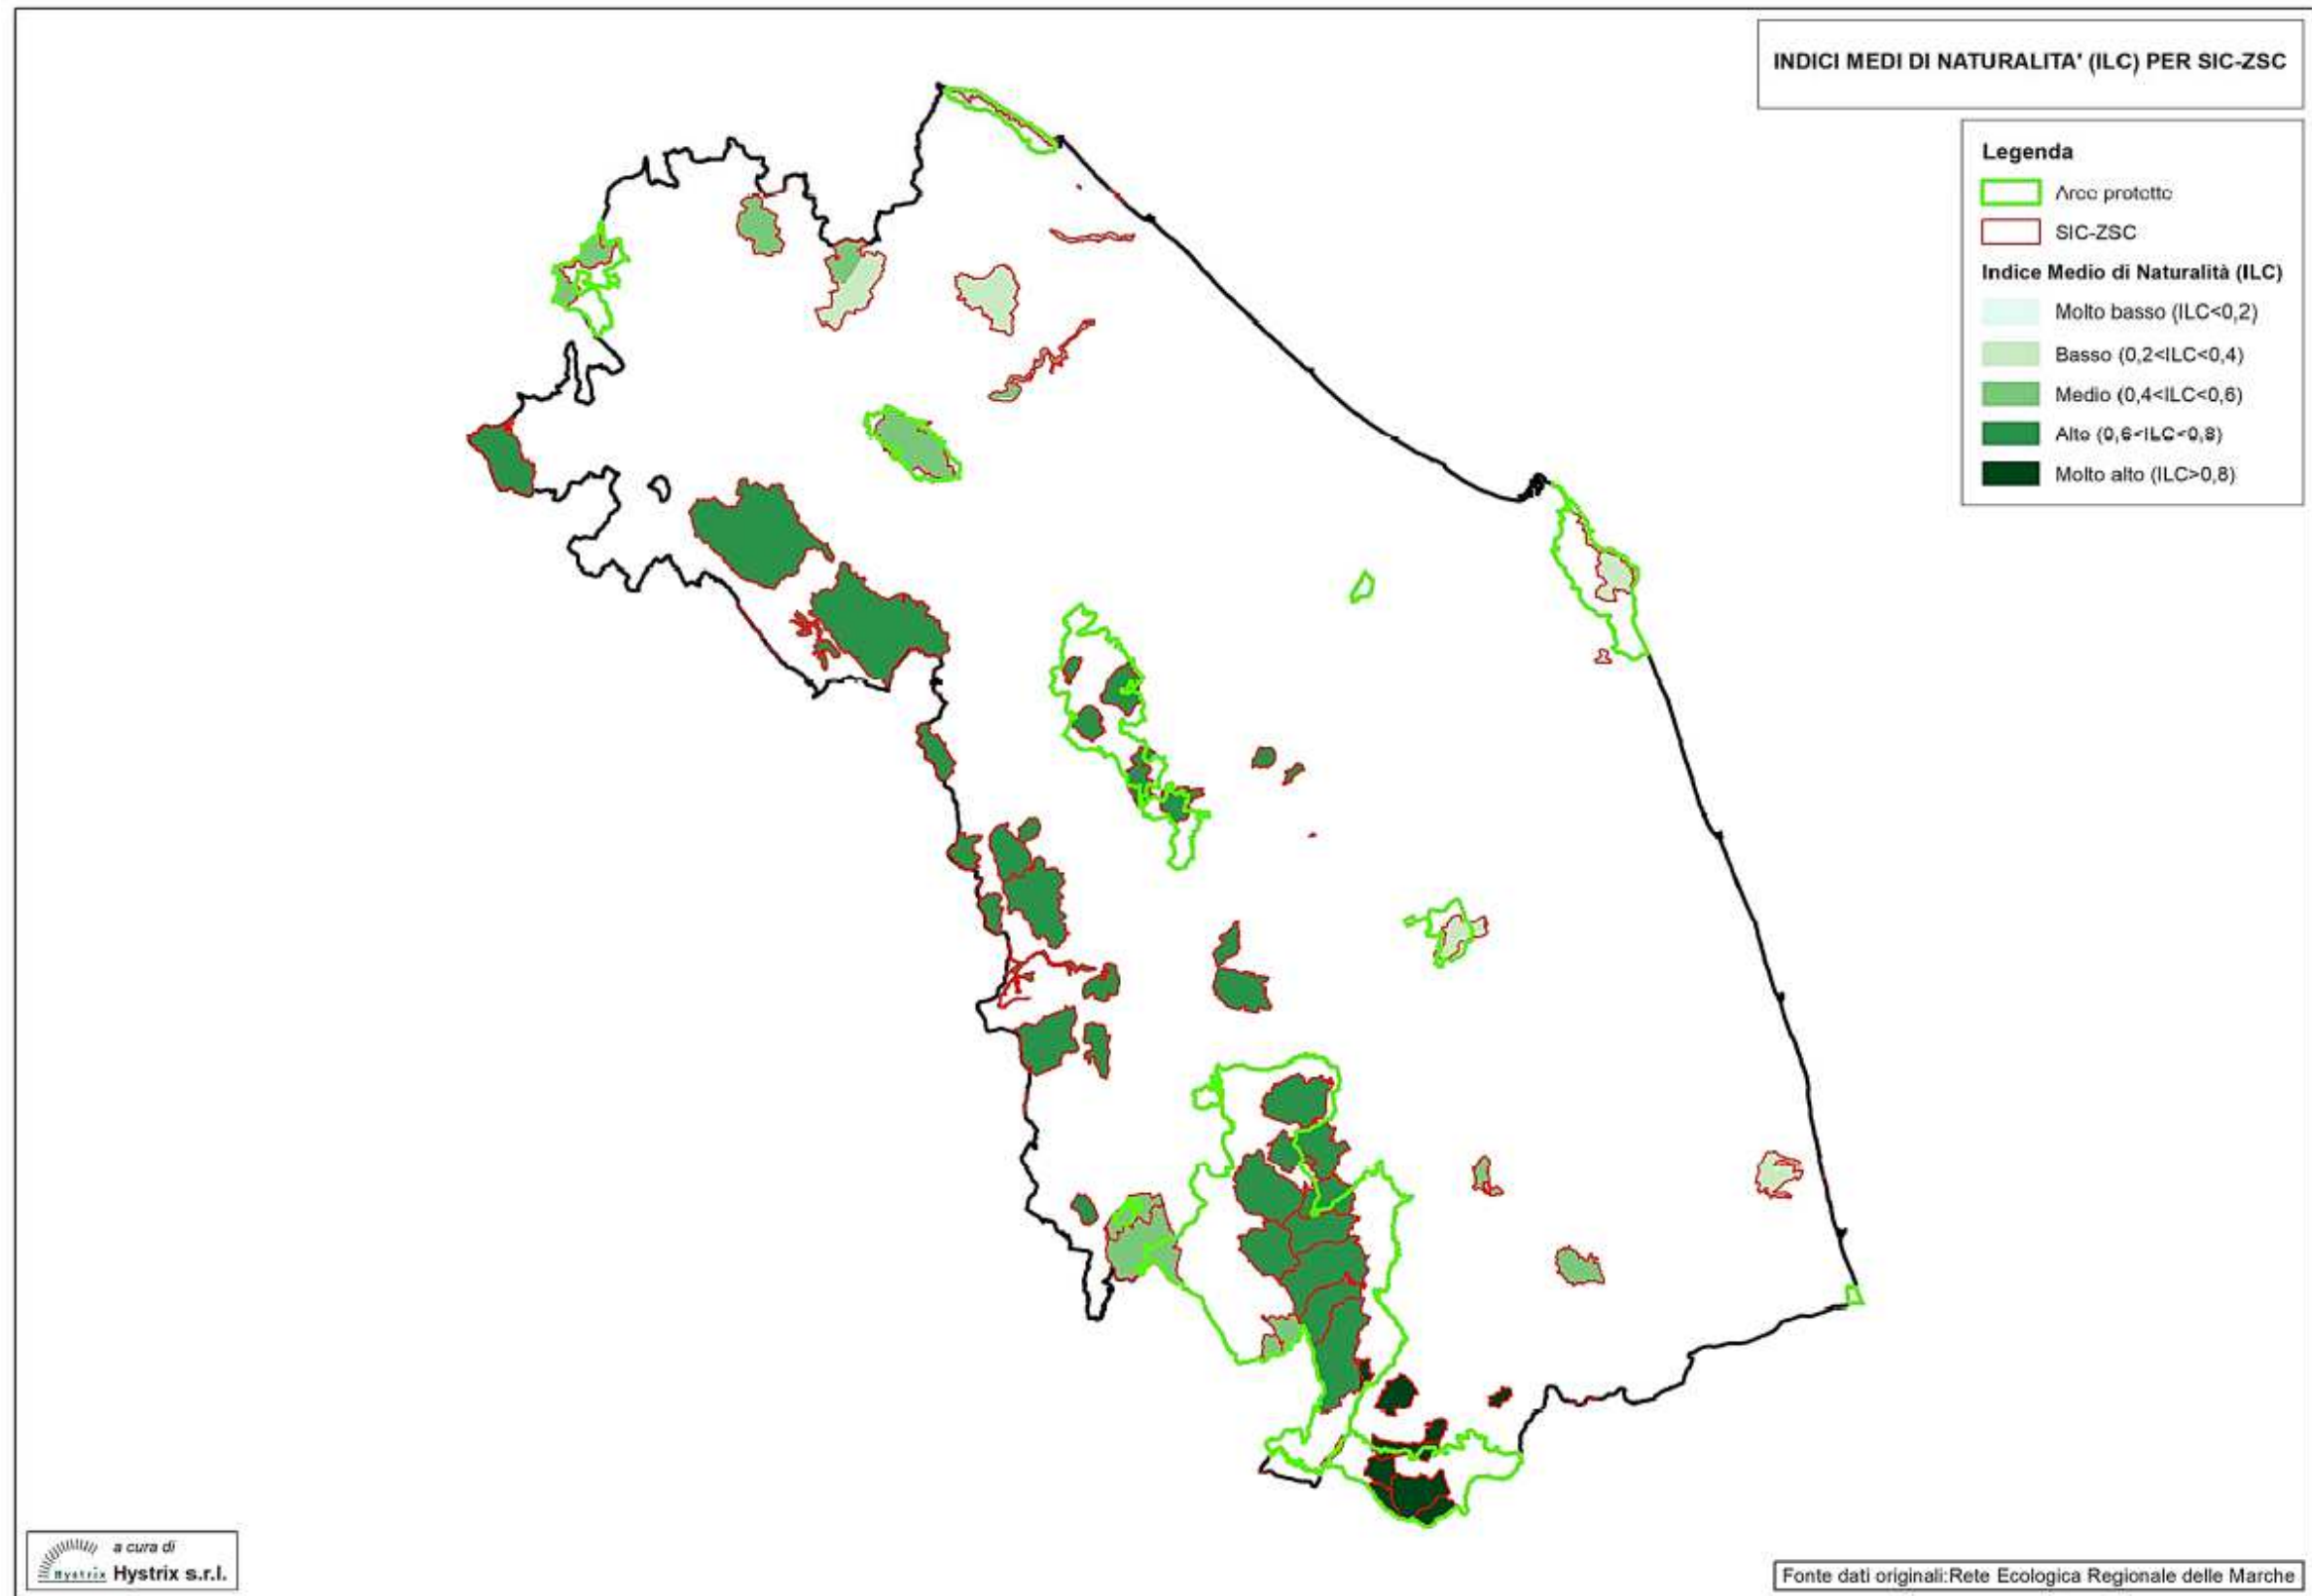 INDICI MEDI DI NATURALITA' (ILC) PER SIC-ZSC
Legenda
Aree protette
SIC-ZSC
Indice Medio di Naturalità (ILC)
Molto basso (ILC<0,2)
Basso (0,2<ILC<0,4)
Medio (0,4<ILC<0,6)
Alto (0,6<ILC<0,8)
Molto alto (ILC>0,8)
a cura di
Hystrix Hystrix s.r.l.
Fonte dati originali:Rete Ecologica Regionale delle Marche